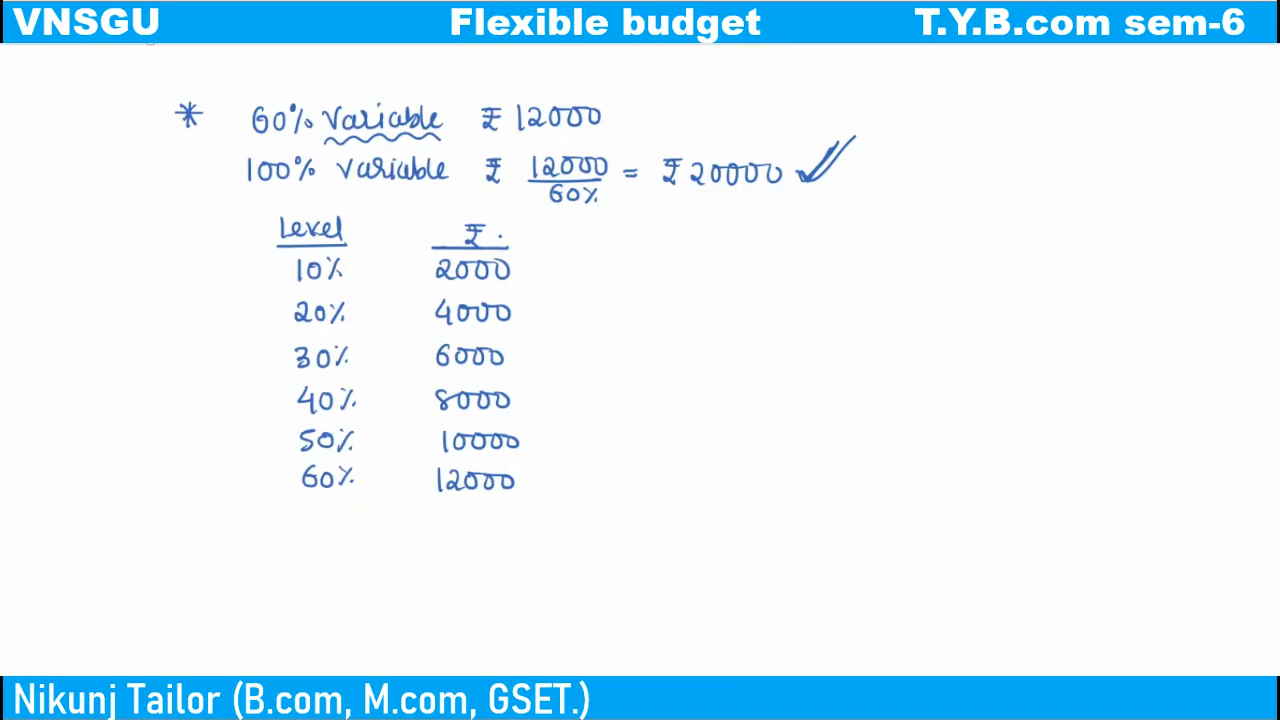 VNSGU Flexible budget T.Y.B.com sem-6
* 60% variable ₹ 12000
100% variable ₹ 12000/60% = ₹ 20000 ✓
Level ₹.
10% 2000
20% 4000
30% 6000
40% 8000
50% 10000
60% 12000
Nikunj Tailor (B.com, M.com, GSET.)